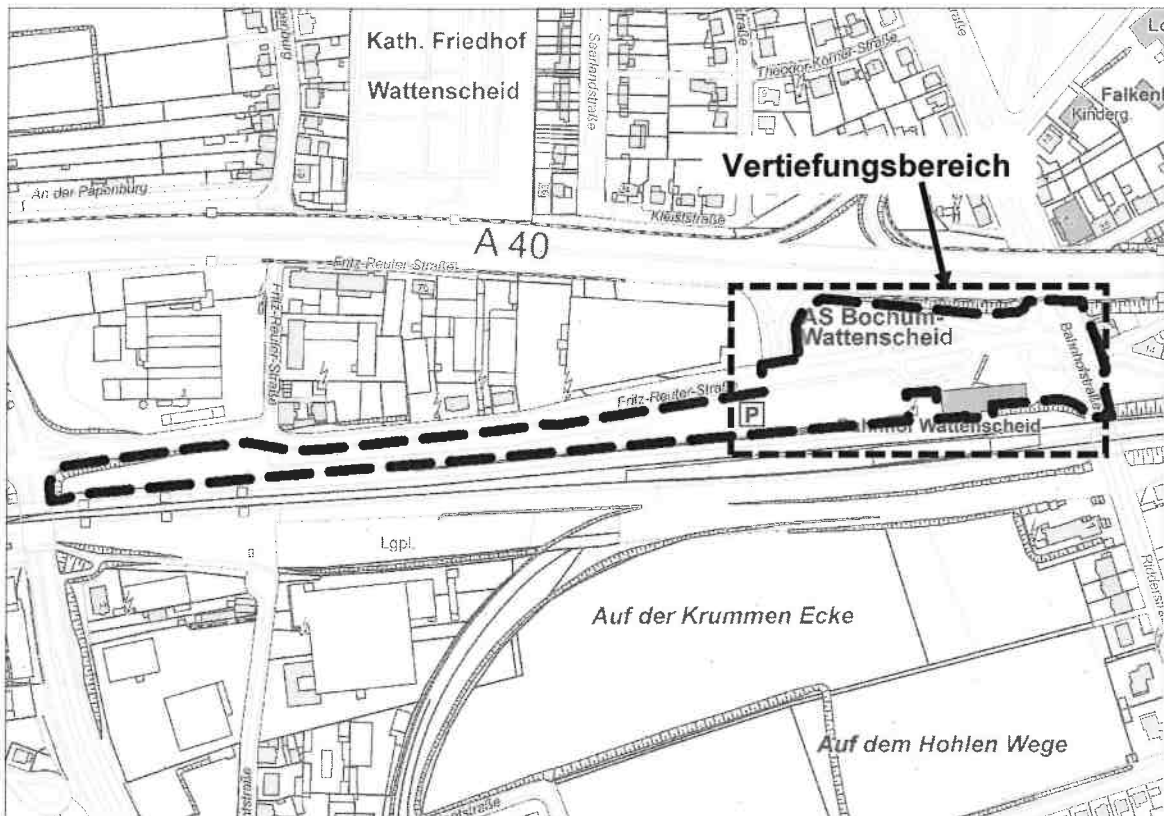 Kath. Friedhof
Wattenscheid
Saarlandstraße
Theodor-Körner-Straße
Kinderg.
An der Papenburg
Vertiefungsbereich
Kleiststraße
A 40
Fritz-Reuter-Straße
Fritz-Reuter-Straße
AS Bochum-
Wattenscheid
Bahnhofstraße
Fritz-Reuter-Straße
P
Bahnhof Wattenscheid
Lgpl.
Auf der Krummen Ecke
Auf dem Hohlen Wege